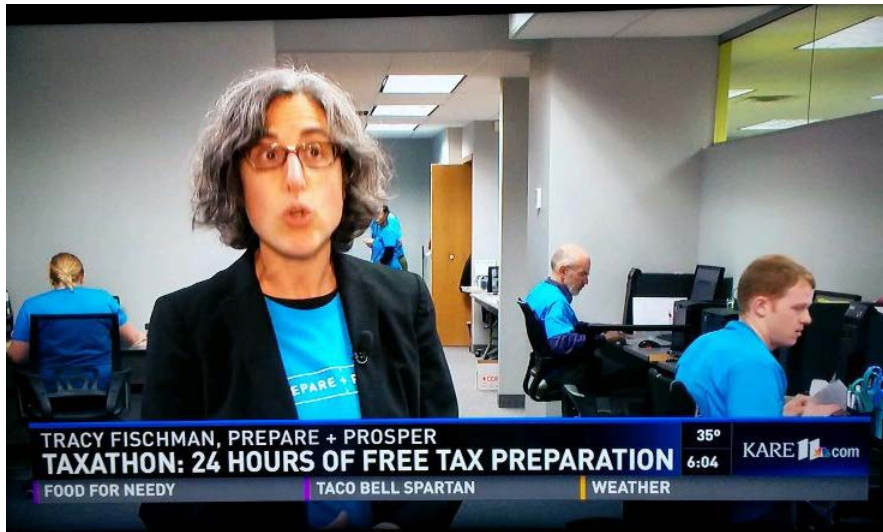 EPARE + P
TRACY FISCHMAN, PREPARE + PROSPER
TAXATHON: 24 HOURS OF FREE TAX PREPARATION
35°
6:04
KARE11.com
FOOD FOR NEEDY
TACO BELL SPARTAN
WEATHER